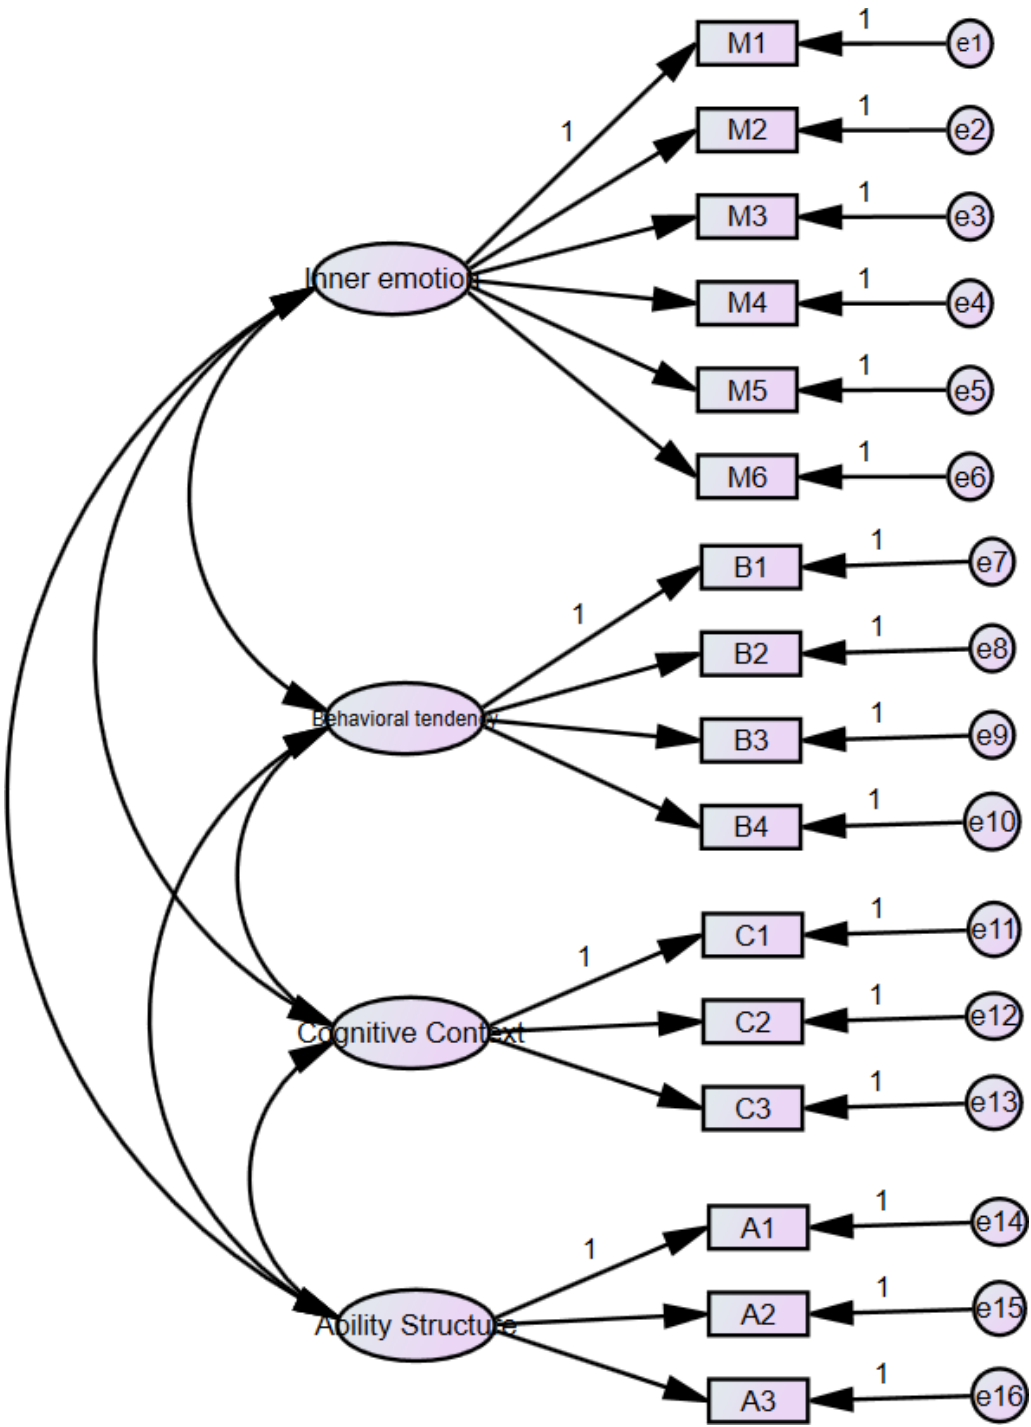 1
M1
e1
1
M2
e2
1
1
M3
e3
Inner emotion
1
M4
e4
1
M5
e5
1
M6
e6
1
B1
e7
1
1
B2
e8
Behavioral tendency
1
B3
e9
1
B4
e10
1
C1
e11
1
1
C2
e12
Cognitive Context
1
C3
e13
1
A1
e14
1
1
A2
e15
Ability Structure
1
A3
e16